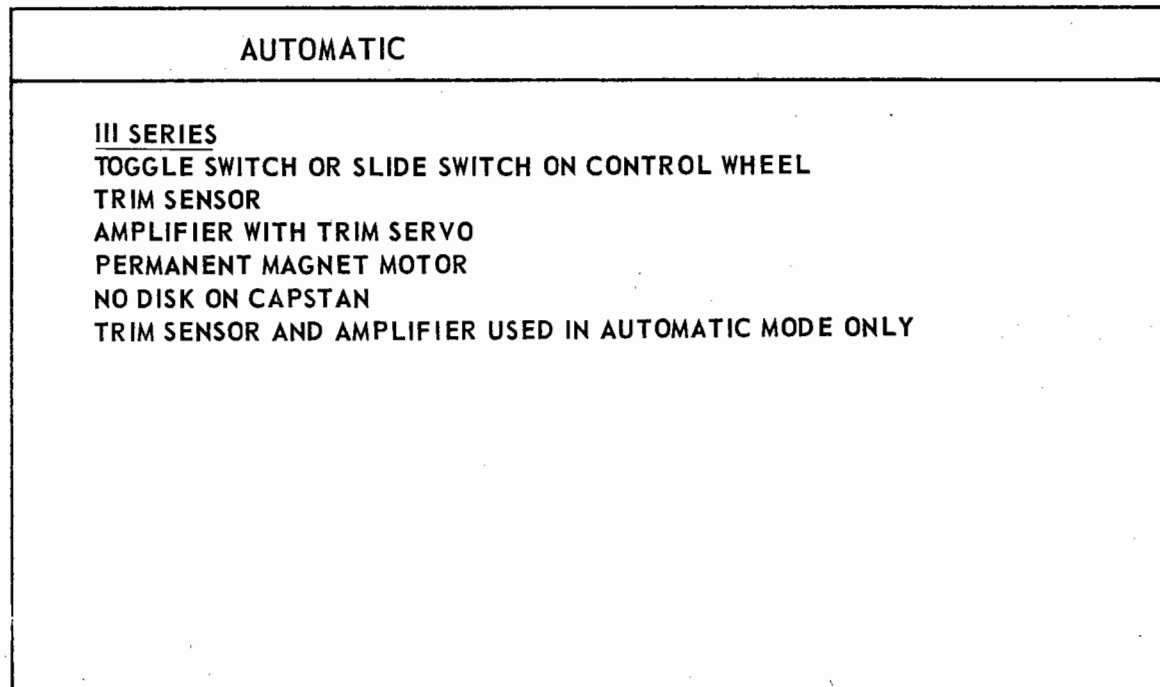 AUTOMATIC
III SERIES
TOGGLE SWITCH OR SLIDE SWITCH ON CONTROL WHEEL
TRIM SENSOR
AMPLIFIER WITH TRIM SERVO
PERMANENT MAGNET MOTOR
NO DISK ON CAPSTAN
TRIM SENSOR AND AMPLIFIER USED IN AUTOMATIC MODE ONLY